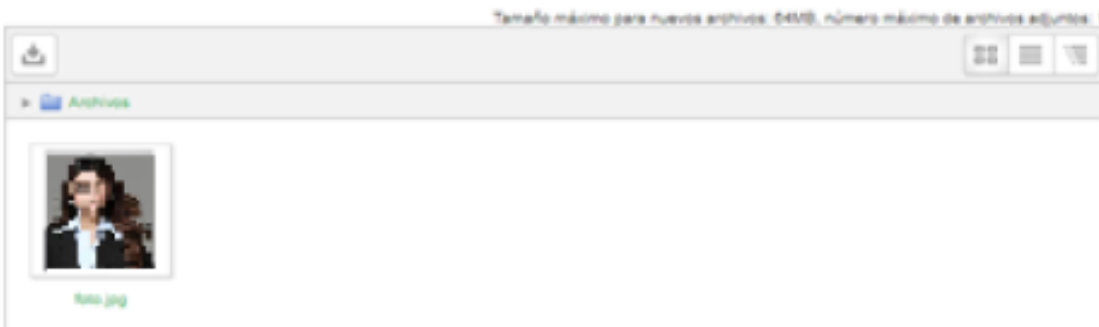 Tamaño máximo para nuevos archivos: 64MB, número máximo de archivos adjuntos:
Archivos
foto.jpg